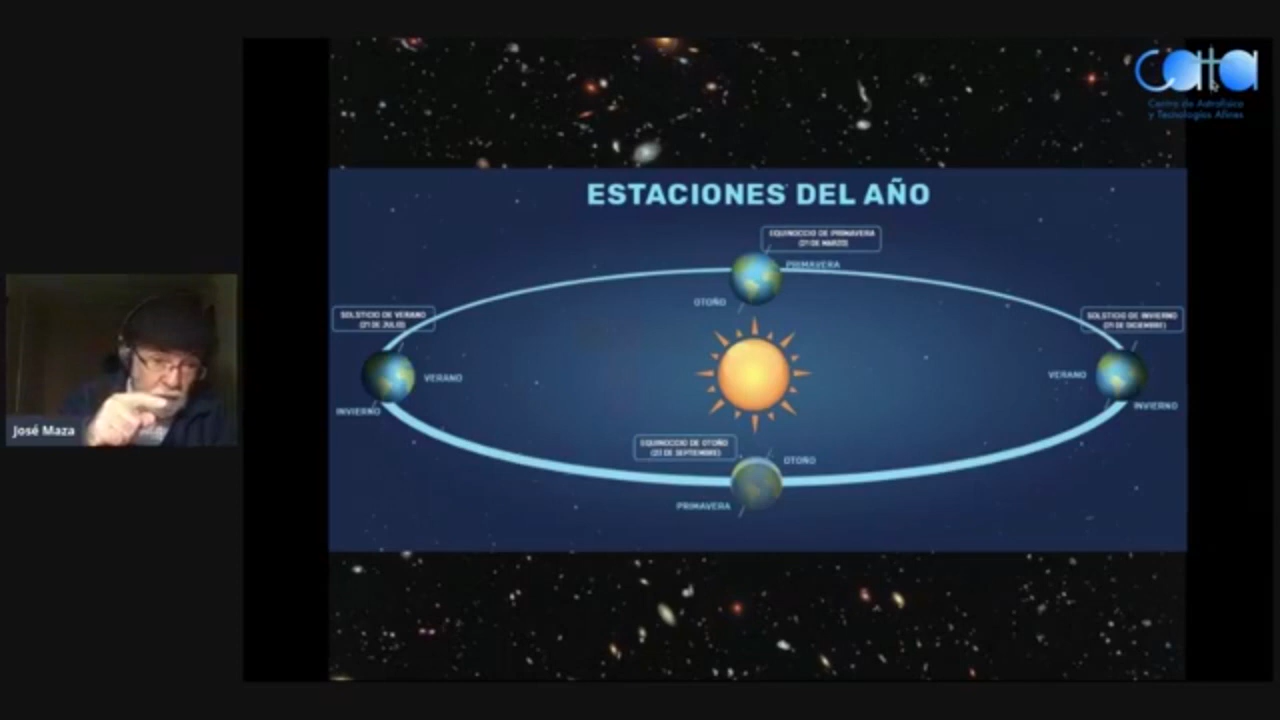 cata
Centro de Astrofísica
y Tecnologías Afines
ESTACIONES DEL AÑO
EQUINOCCIO DE PRIMAVERA
(21 DE MARZO)
PRIMAVERA
OTOÑO
SOLSTICIO DE VERANO
(21 DE JULIO)
SOLSTICIO DE INVIERNO
(21 DE DICIEMBRE)
VERANO
INVIERNO
VERANO
INVIERNO
José Maza
EQUINOCCIO DE OTOÑO
(21 DE SEPTIEMBRE)
OTOÑO
PRIMAVERA